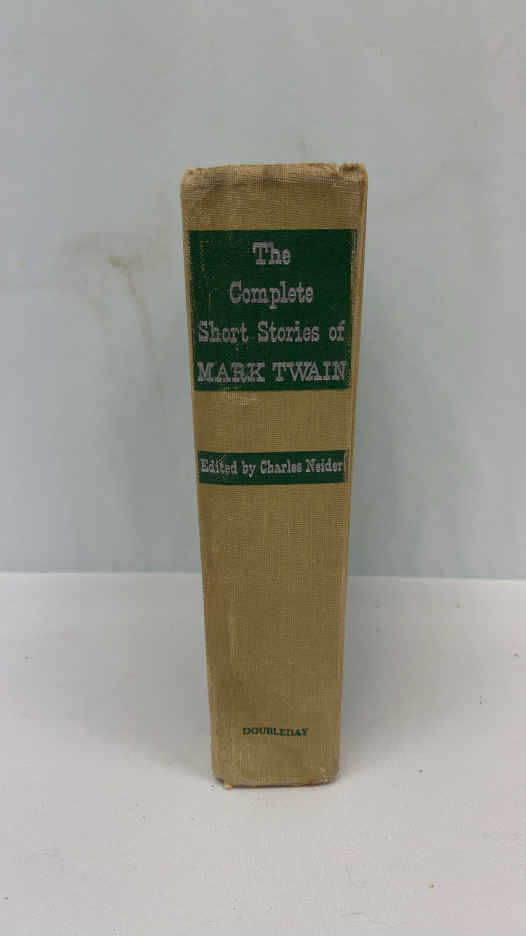 The
Complete
Short Stories of
MARK TWAIN
Edited by Charles Neider
DOUBLEDAY